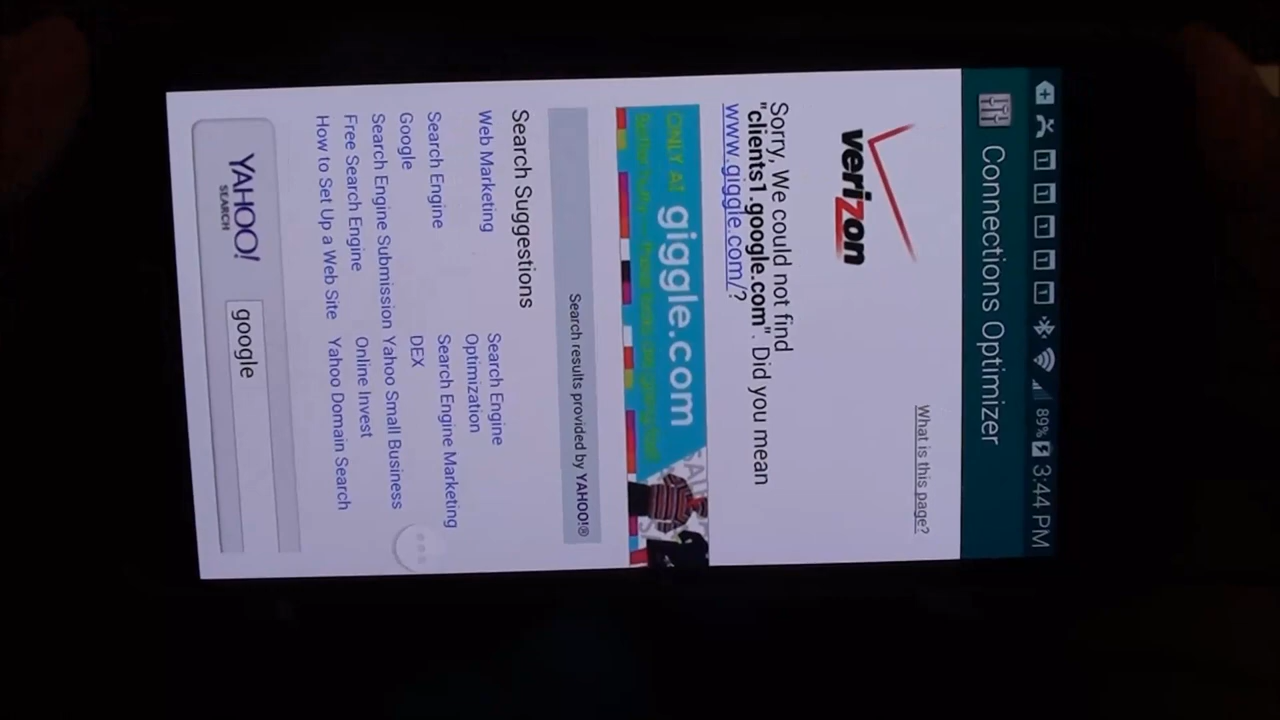 89% 3:44 PM
Connections Optimizer
What is this page?
verizon
Sorry, We could not find
"clients1.google.com". Did you mean
www.giggle.com/?
ONLY AT giggle.com
Search results provided by YAHOO!®
Search Suggestions
Web Marketing
Search Engine Optimization
Search Engine
Search Engine Marketing
Google
DEX
Search Engine Submission
Yahoo Small Business
Free Search Engine
Online Invest
How to Set Up a Web Site
Yahoo Domain Search
YAHOO! SEARCH
google